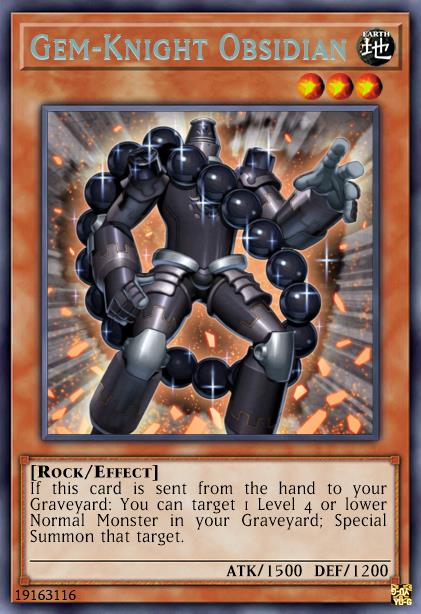 GEM-KNIGHT OBSIDIAN
EARTH
地
[ROCK/EFFECT]
If this card is sent from the hand to your
Graveyard: You can target 1 Level 4 or lower
Normal Monster in your Graveyard; Special
Summon that target.
ATK/1500 DEF/1200
19163116